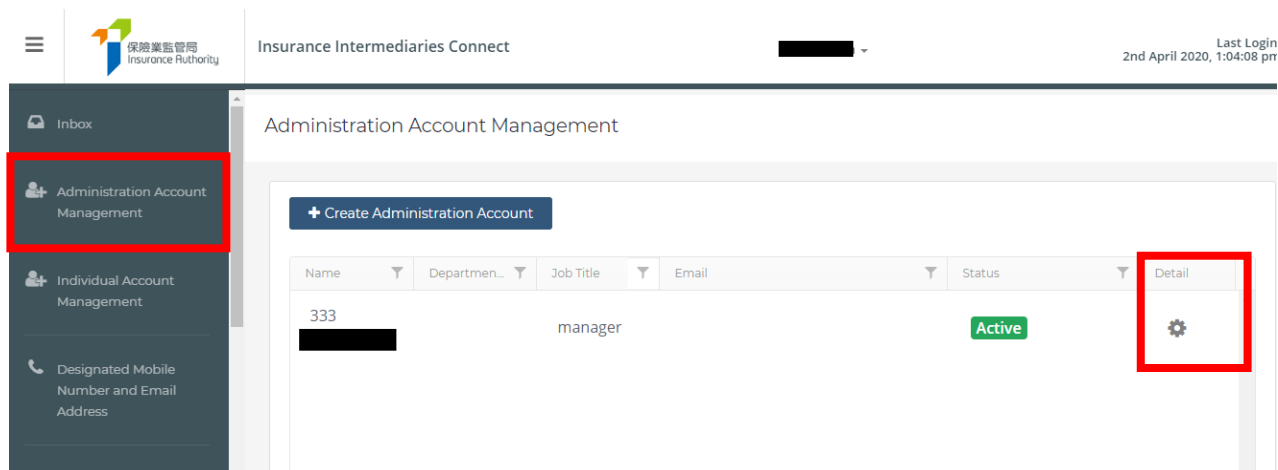 保險業監管局
Insurance Authority
Insurance Intermediaries Connect
Last Login
2nd April 2020, 1:04:08 pm
Inbox
Administration Account
Management
Individual Account
Management
Designated Mobile
Number and Email
Address
Administration Account Management
Create Administration Account
Name Departmen... Job Title Email Status Detail
333
manager Active